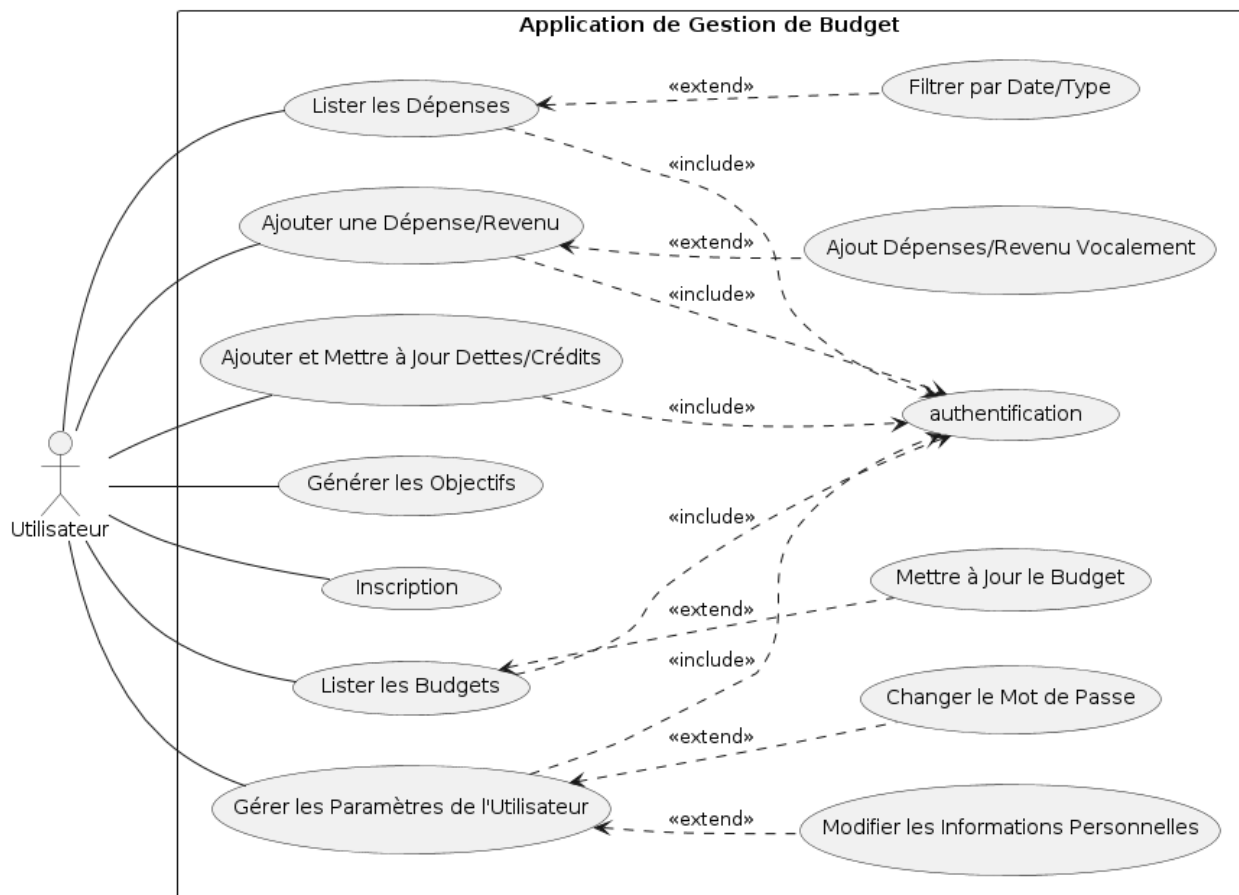 Application de Gestion de Budget
Filtrer par Date/Type
«extend»
Lister les Dépenses
«include»
Ajouter une Dépense/Revenu
«extend»
Ajout Dépenses/Revenu Vocalement
«include»
Ajouter et Mettre à Jour Dettes/Crédits
«include»
authentification
Générer les Objectifs
Utilisateur
«include»
Inscription
Mettre à Jour le Budget
«extend»
«include»
Lister les Budgets
Changer le Mot de Passe
«extend»
Gérer les Paramètres de l'Utilisateur
«extend»
Modifier les Informations Personnelles